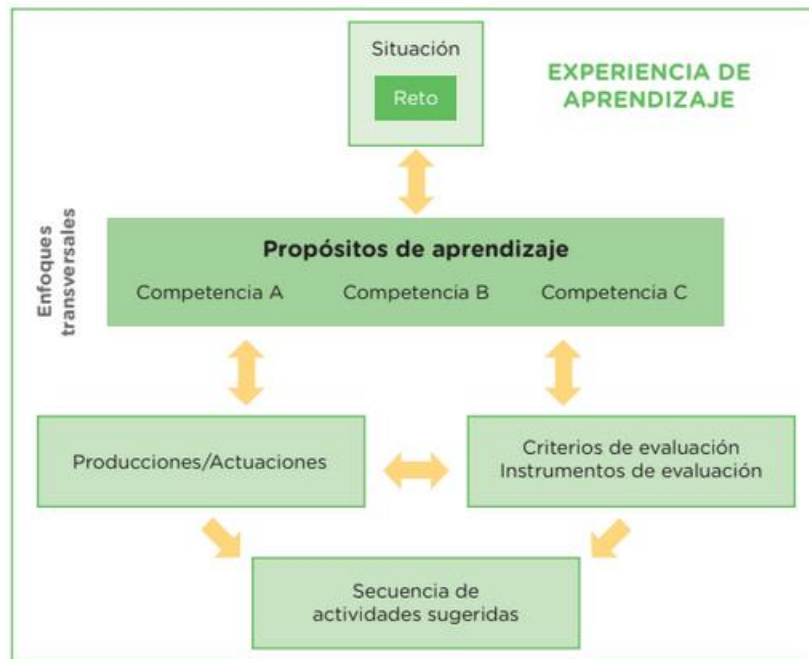 Situación
Reto
EXPERIENCIA DE
APRENDIZAJE
Enfoques
transversales
Propósitos de aprendizaje
Competencia A
Competencia B
Competencia C
Producciones/Actuaciones
Criterios de evaluación
Instrumentos de evaluación
Secuencia de
actividades sugeridas